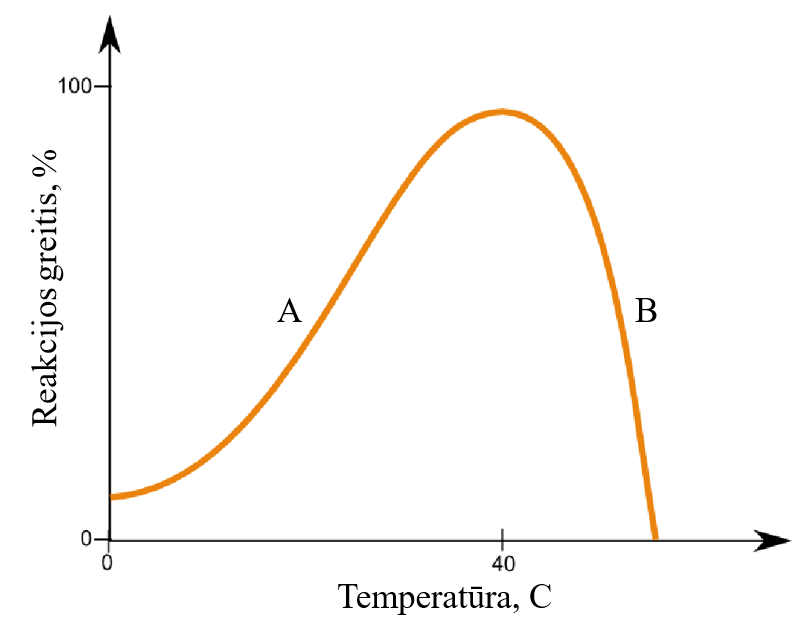 100
Reakcijos greitis, %
A
B
0
0
40
Temperatūra, C